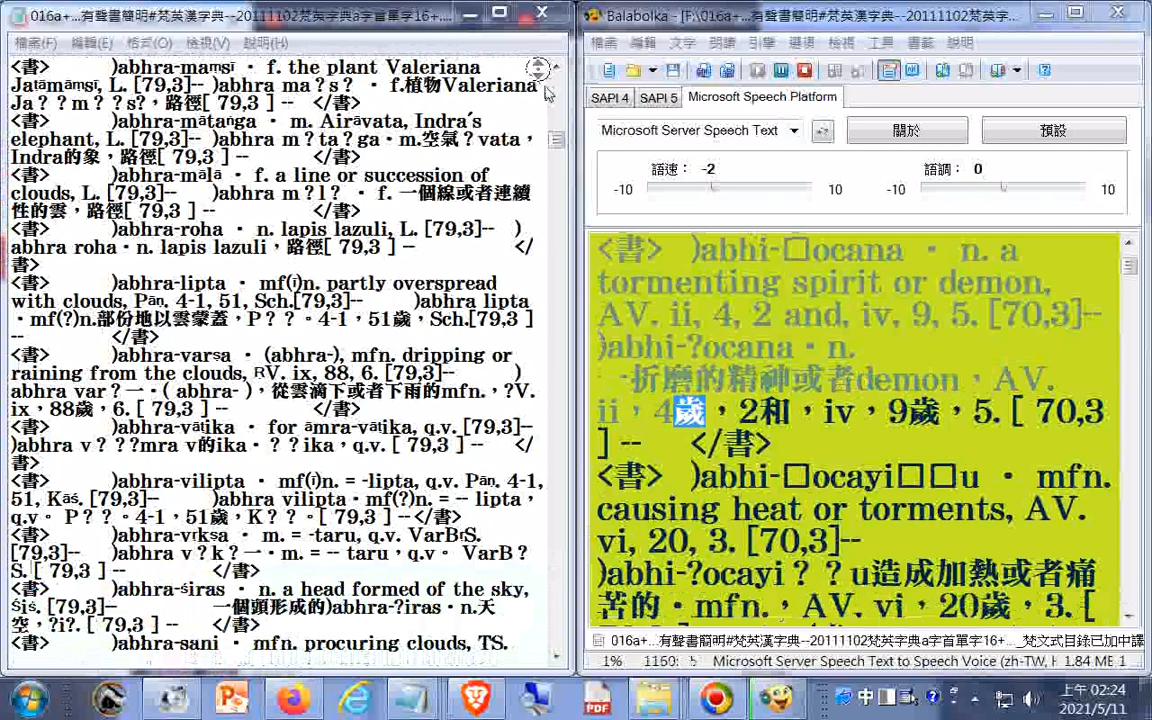 016a+...有聲書簡明#梵英漢字典--20111102梵英字典a字首單字16+...
檔案(F) 編輯(E) 格式(O) 檢視(V) 說明(H)
<書> )abhra-maṃsī · f. the plant Valeriana
Jaṭāmāṃsī, L. [79,3]-- )abhra ma?s? · f.植物Valeriana
Ja??m??s?,路徑[ 79,3 ] -- </書>
<書> )abhra-mātaṅga · m. Airāvata, Indra's
elephant, L. [79,3]-- )abhra m?ta?ga·m.空氣?vata,
Indra的象,路徑[ 79,3 ] -- </書>
<書> )abhra-mālā · f. a line or succession of
clouds, L. [79,3]-- )abhra m?l? · f. 一個線或者連續
性的雲,路徑[ 79,3 ] -- </書>
<書> )abhra-roha · n. lapis lazuli, L. [79,3]-- )
abhra roha·n. lapis lazuli,路徑[ 79,3 ] -- </
書>
<書> )abhra-lipta · mf(ī)n. partly overspread
with clouds, Pāṇ. 4-1, 51, Sch.[79,3]-- )abhra lipta
·mf(?)n.部份地以雲蒙蓋,P??。4-1,51歲,Sch.[79,3 ]
-- </書>
<書> )abhra-varṣa · (abhra-), mfn. dripping or
raining from the clouds, RV. ix, 88, 6. [79,3]-- )
abhra var?一·( abhra- ),從雲滴下或者下雨的mfn.,?V.
ix,88歲,6. [ 79,3 ] -- </書>
<書> )abhra-vāṭika · for āmra-vāṭika, q.v. [79,3]--
)abhra v???mra v的ika·??ika,q.v. [ 79,3 ] -- </
書>
<書> )abhra-vilipta · mf(ī)n. = -lipta, q.v. Pāṇ. 4-1,
51, Kāś. [79,3]-- )abhra vilipta·mf(?)n. = -- lipta,
q.v。P??。4-1,51歲,K??。[ 79,3 ] --</書>
<書> )abhra-vṛkṣa · m. = -taru, q.v. VarBṛS.
[79,3]-- )abhra v?k?一·m. = -- taru,q.v。VarB?
S. [ 79,3 ] -- </書>
<書> )abhra-śiras · n. a head formed of the sky,
Śiś. [79,3]-- 一個頭形成的)abhra-?iras·n.天
空,?i?. [ 79,3 ] -- </書>
<書> )abhra-sani · mfn. procuring clouds, TS.
Balabolka - [F:\016a+...有聲書簡明#梵英漢字典--20111102梵英字...
檔案 編輯 文字 朗讀 引擎 選項 檢視 工具 書籤 說明
SAPI 4 SAPI 5 Microsoft Speech Platform
Microsoft Server Speech Text 關於 預設
語速: -2 語調: 0
-10 10 -10 10
<書> )abhi-□ocana · n. a
tormenting spirit or demon,
AV. ii, 4, 2 and, iv, 9, 5. [70,3]--
)abhi-?ocana·n.
一折磨的精神或者demon,AV.
ii,4歲,2和,iv,9歲,5. [ 70,3
] -- </書>
<書> )abhi-□ocayi□□u · mfn.
causing heat or torments, AV.
vi, 20, 3. [70,3]--
)abhi-?ocayi??u造成加熱或者痛
苦的·mfn.,AV. vi,20歲,3. [
016a+...有聲書簡明#梵英漢字典--20111102梵英字典a字首單字16+..._梵文式目錄已加中譯
1% 1160: Microsoft Server Speech Text to Speech Voice (zh-TW, H 1.84 MB 1
中 上午 02:24
2021/5/11